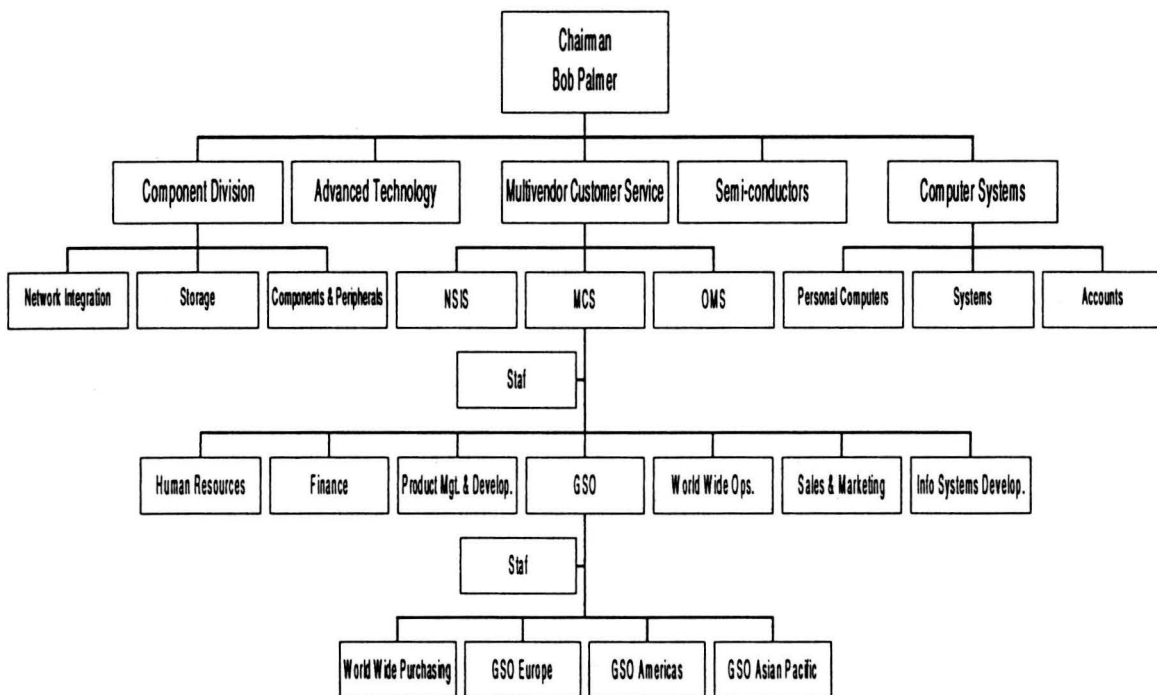 Chairman
Bob Palmer
Component Division
Advanced Technology
Multivendor Customer Service
Semi-conductors
Computer Systems
Network Integration
Storage
Components & Peripherals
NSIS
MCS
OMS
Personal Computers
Systems
Accounts
Staf
Human Resources
Finance
Product Mgt. & Develop.
GSO
World Wide Ops.
Sales & Marketing
Info Systems Develop.
Staf
World Wide Purchasing
GSO Europe
GSO Americas
GSO Asian Pacific